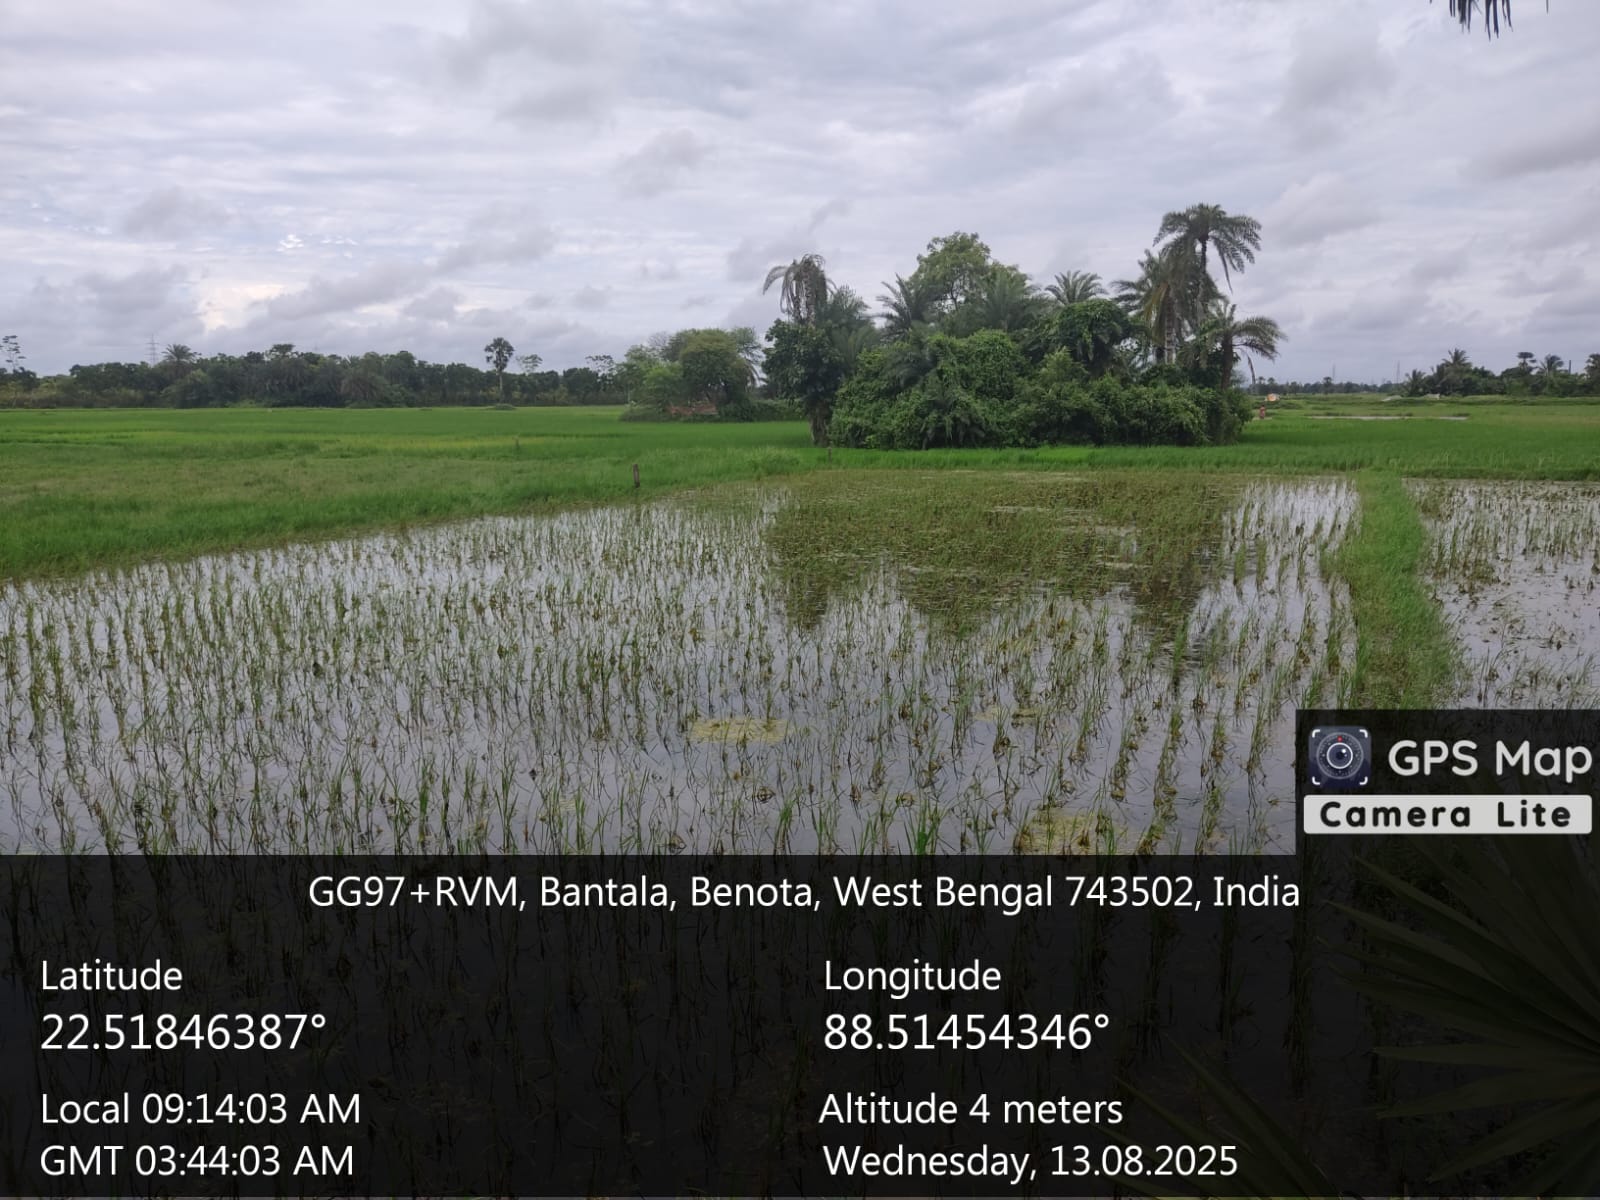 GPS Map
Camera Lite
GG97+RVM, Bantala, Benota, West Bengal 743502, India
Latitude
22.51846387°
Longitude
88.51454346°
Local 09:14:03 AM
GMT 03:44:03 AM
Altitude 4 meters
Wednesday, 13.08.2025